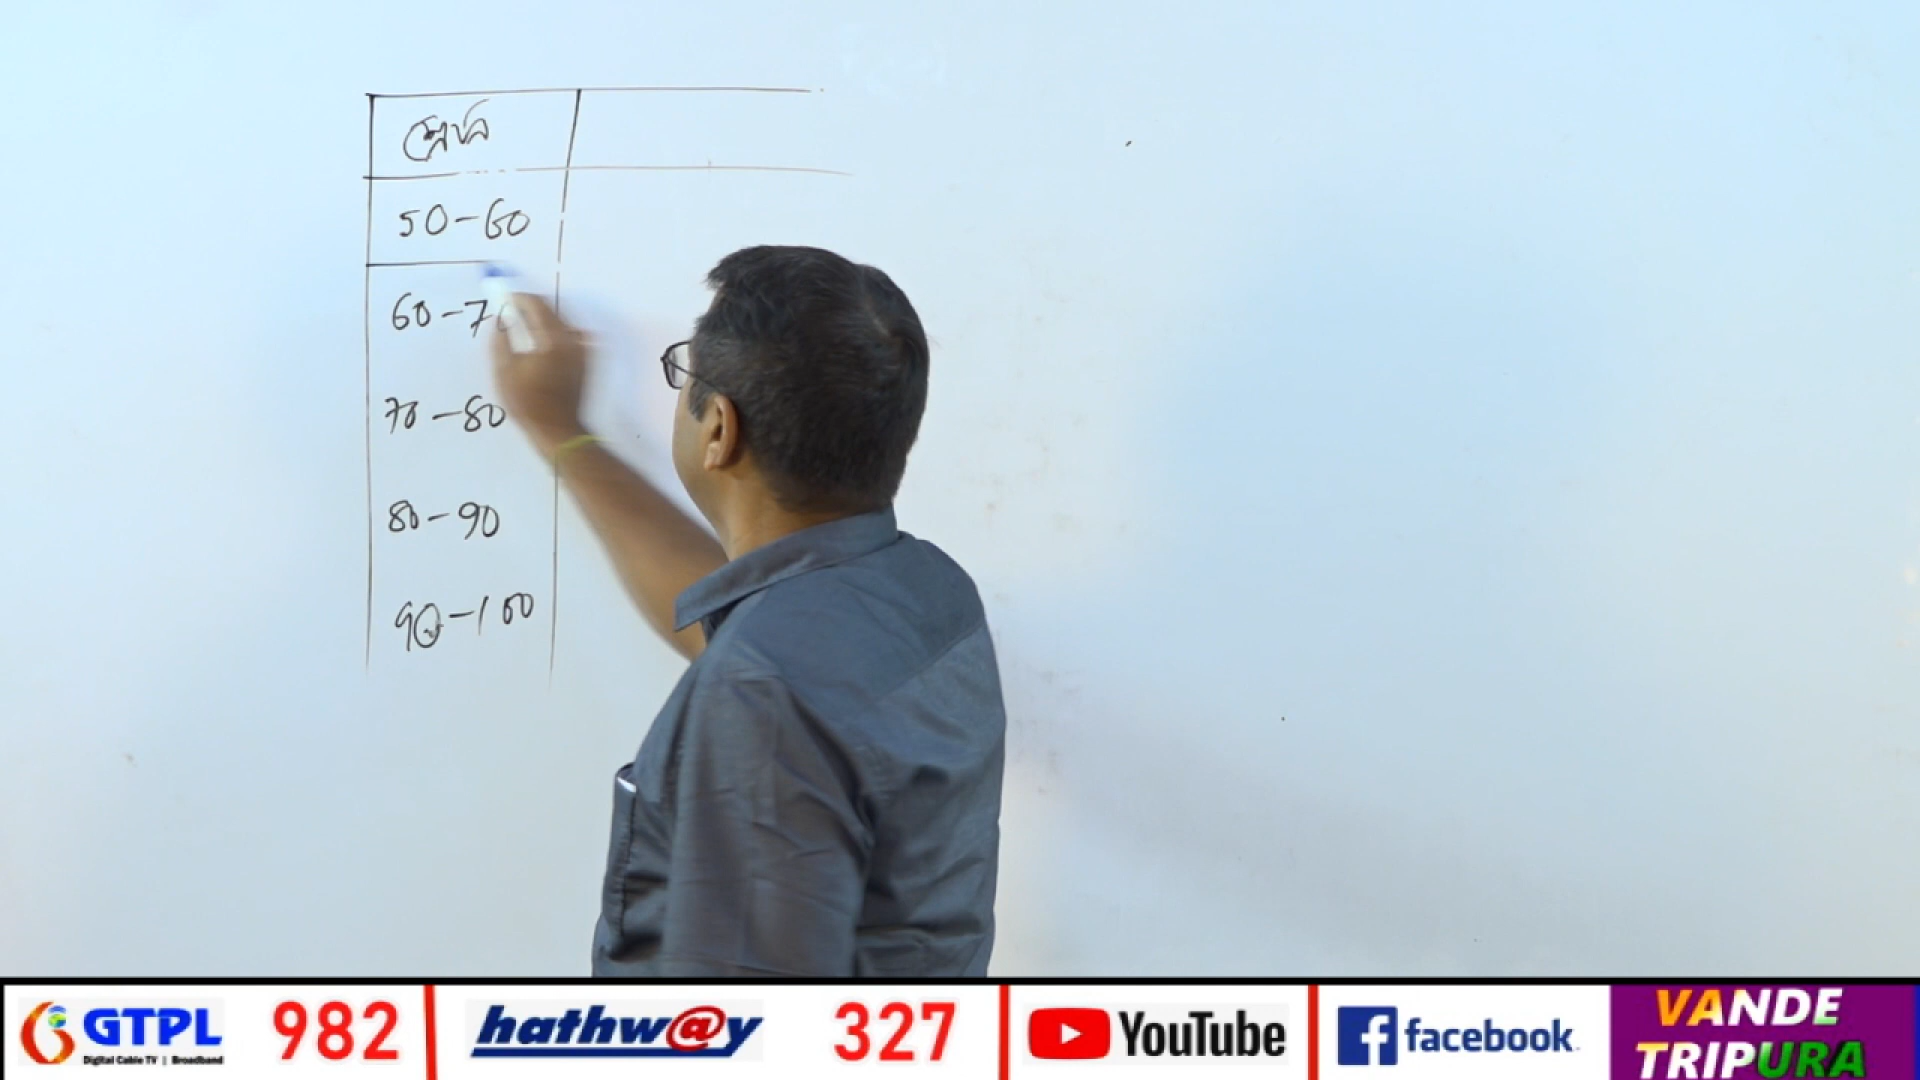 শ্রেণি
50-60
60-70
70-80
80-90
90-100
GTPL 982 hathw@y 327 YouTube facebook VANDE TRIPURA
Digital Cable TV | Broadband